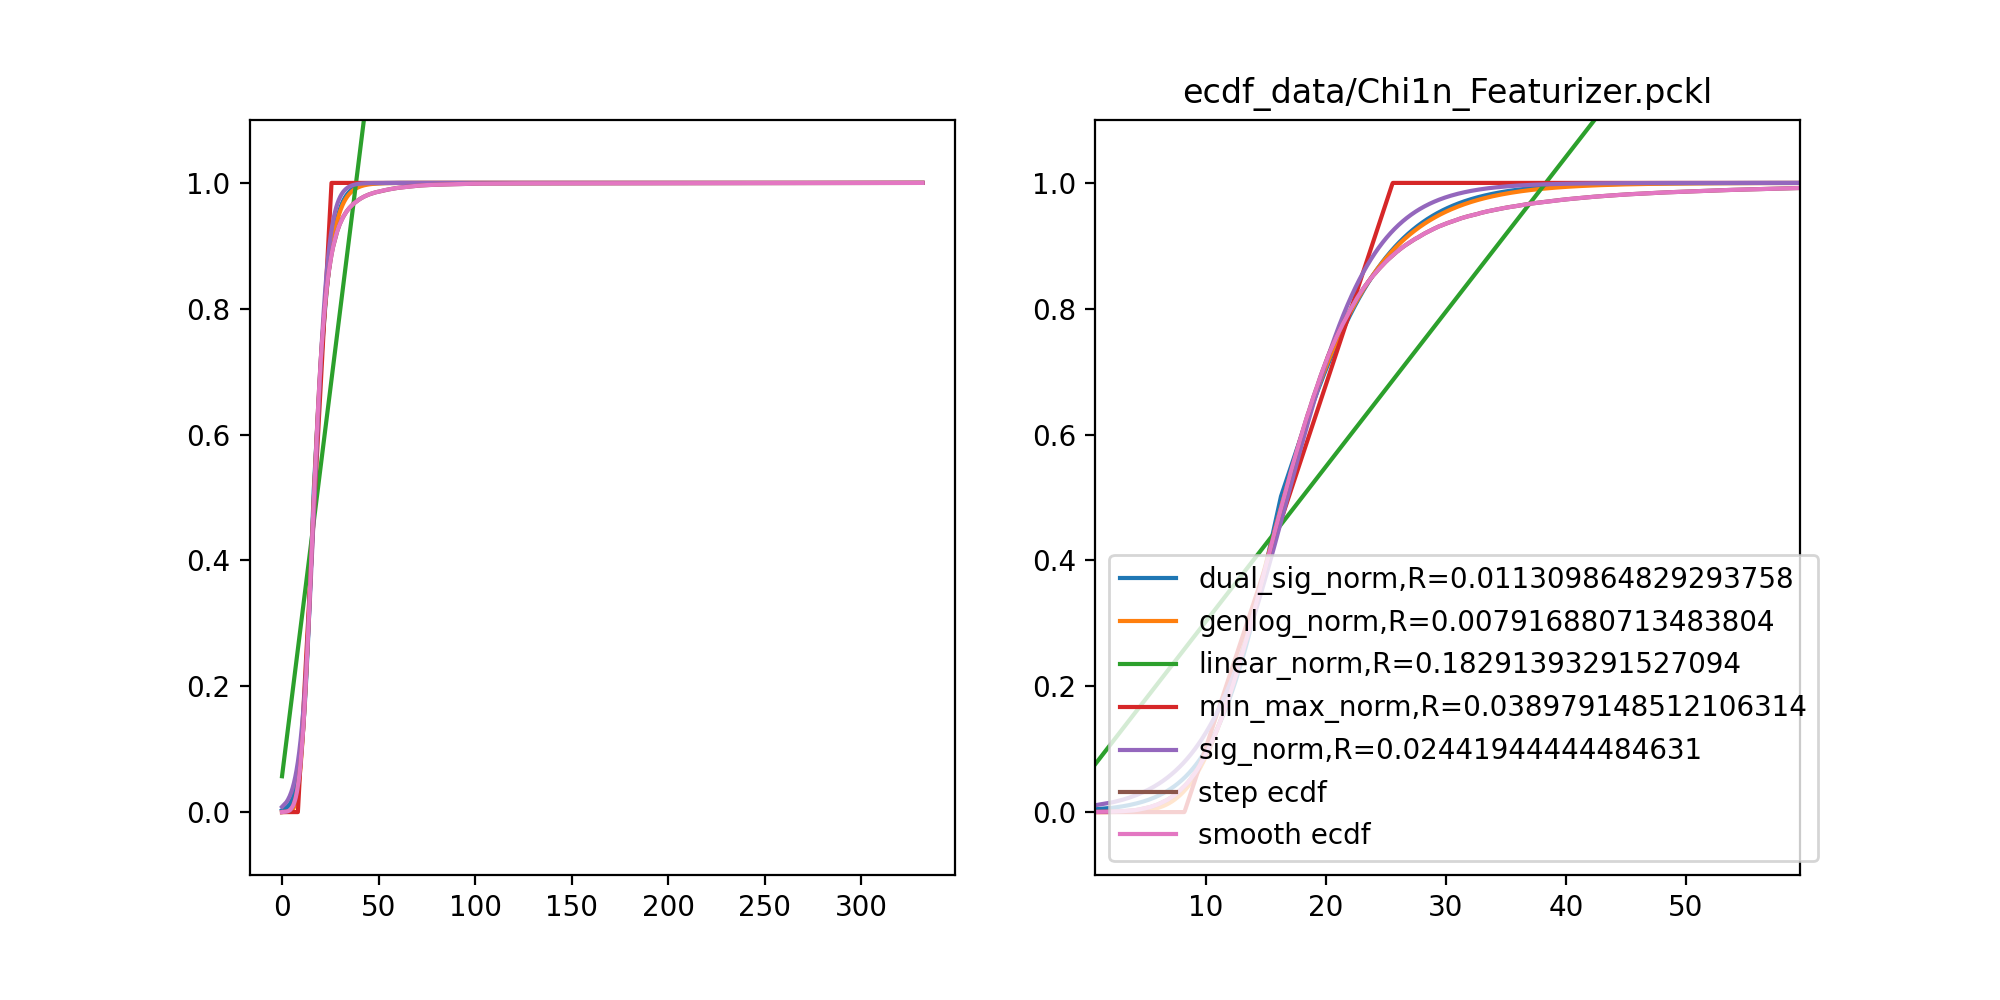 ecdf_data/Chi1n_Featurizer.pckl
1.0
0.8
0.6
0.4
0.2
0.0
0 50 100 150 200 250 300
1.0
0.8
0.6
0.4
0.2
0.0
dual_sig_norm,R=0.011309864829293758
genlog_norm,R=0.007916880713483804
linear_norm,R=0.18291393291527094
min_max_norm,R=0.038979148512106314
sig_norm,R=0.02441944444484631
step ecdf
smooth ecdf
10 20 30 40 50